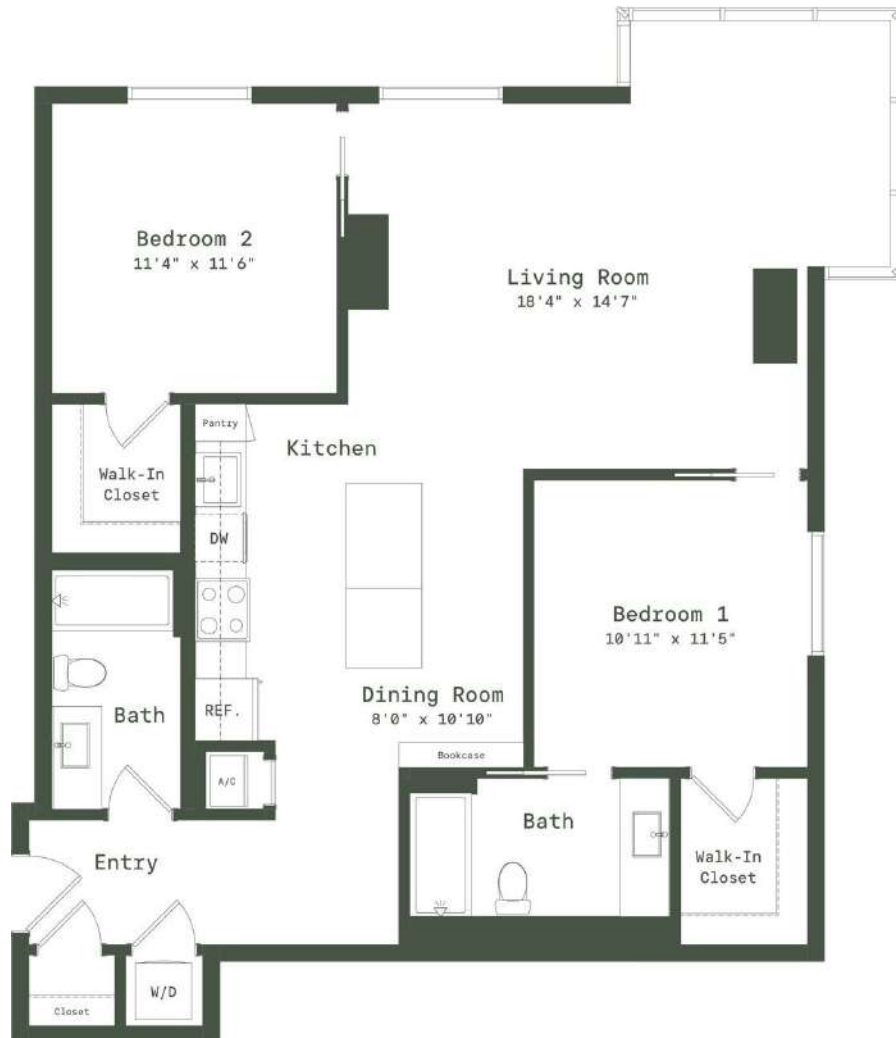 Bedroom 2
11'4" x 11'6"
Living Room
18'4" x 14'7"
Pantry
Kitchen
Walk-In
Closet
DW
Bedroom 1
10'11" x 11'5"
Dining Room
8'0" x 10'10"
REF.
Bath
Bookcase
A/C
Bath
Entry
Walk-In
Closet
W/D
Closet